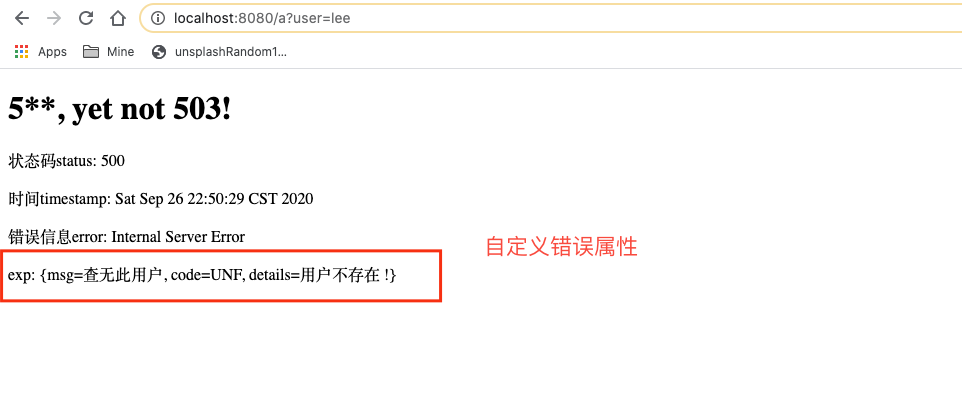 localhost:8080/a?user=lee
Apps Mine unsplashRandom1...
5**, yet not 503!
状态码status: 500
时间timestamp: Sat Sep 26 22:50:29 CST 2020
错误信息error: Internal Server Error
自定义错误属性
exp: {msg=查无此用户, code=UNF, details=用户不存在 !}